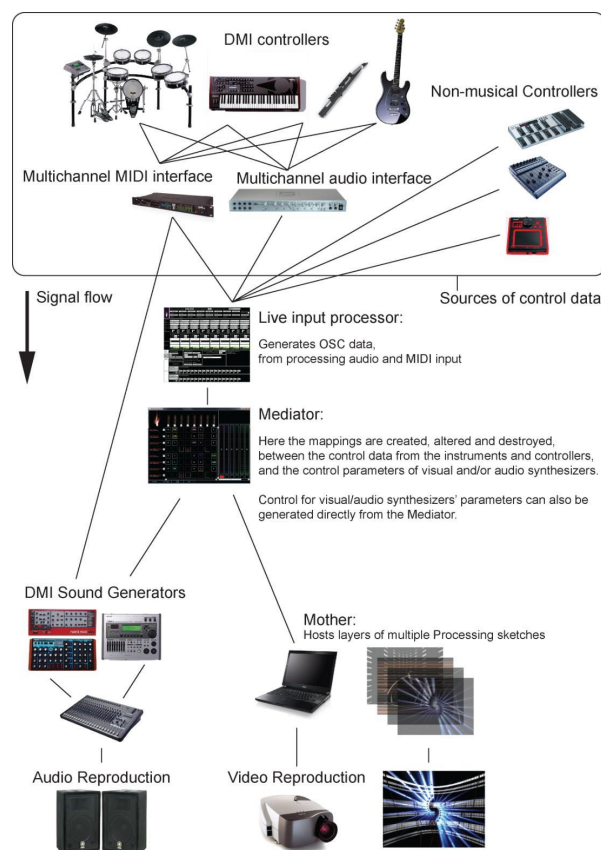 DMI controllers
Non-musical Controllers
Multichannel MIDI interface
Multichannel audio interface
Signal flow
Sources of control data
Live input processor:
Generates OSC data,
from processing audio and MIDI input
Mediator:
Here the mappings are created, altered and destroyed,
between the control data from the instruments and controllers,
and the control parameters of visual and/or audio synthesizers.
Control for visual/audio synthesizers' parameters can also be
generated directly from the Mediator.
DMI Sound Generators
Mother:
Hosts layers of multiple Processing sketches
Audio Reproduction
Video Reproduction